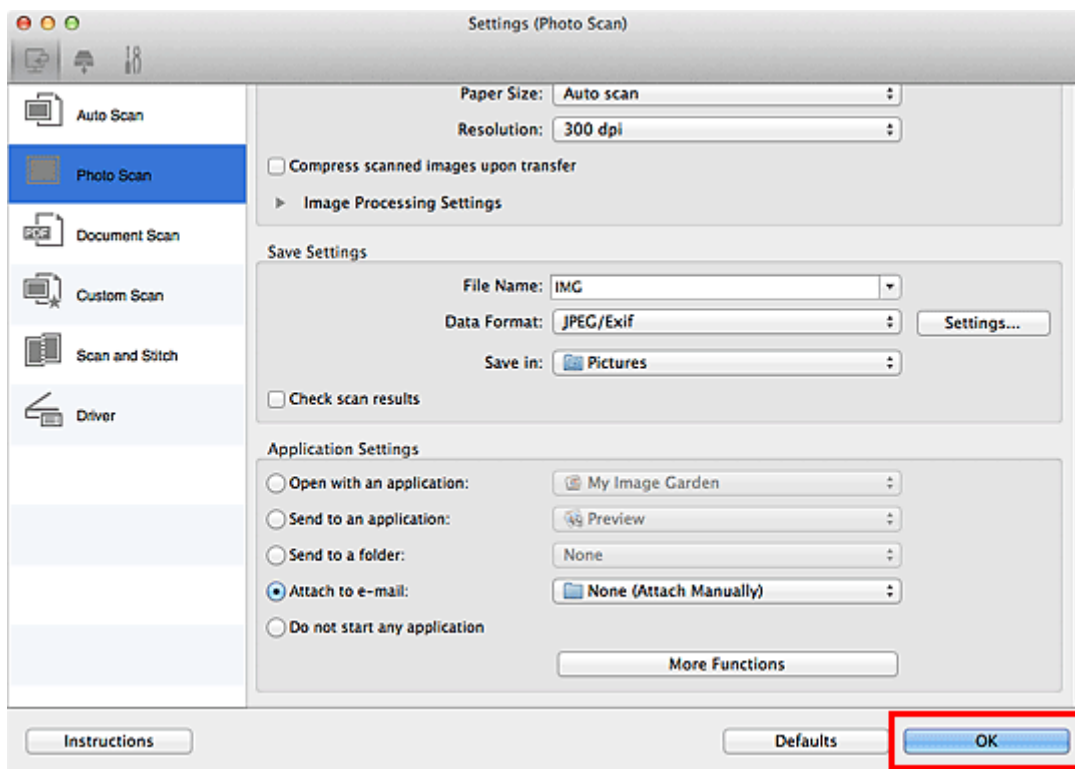 Settings (Photo Scan)
Auto Scan
Photo Scan
PDF
Document Scan
Custom Scan
Scan and Stitch
Driver
Paper Size: Auto scan
Resolution: 300 dpi
Compress scanned images upon transfer
Image Processing Settings
Save Settings
File Name: IMG
Data Format: JPEG/Exif Settings...
Save in: Pictures
Check scan results
Application Settings
Open with an application: My Image Garden
Send to an application: Preview
Send to a folder: None
Attach to e-mail: None (Attach Manually)
Do not start any application
More Functions
Instructions Defaults OK